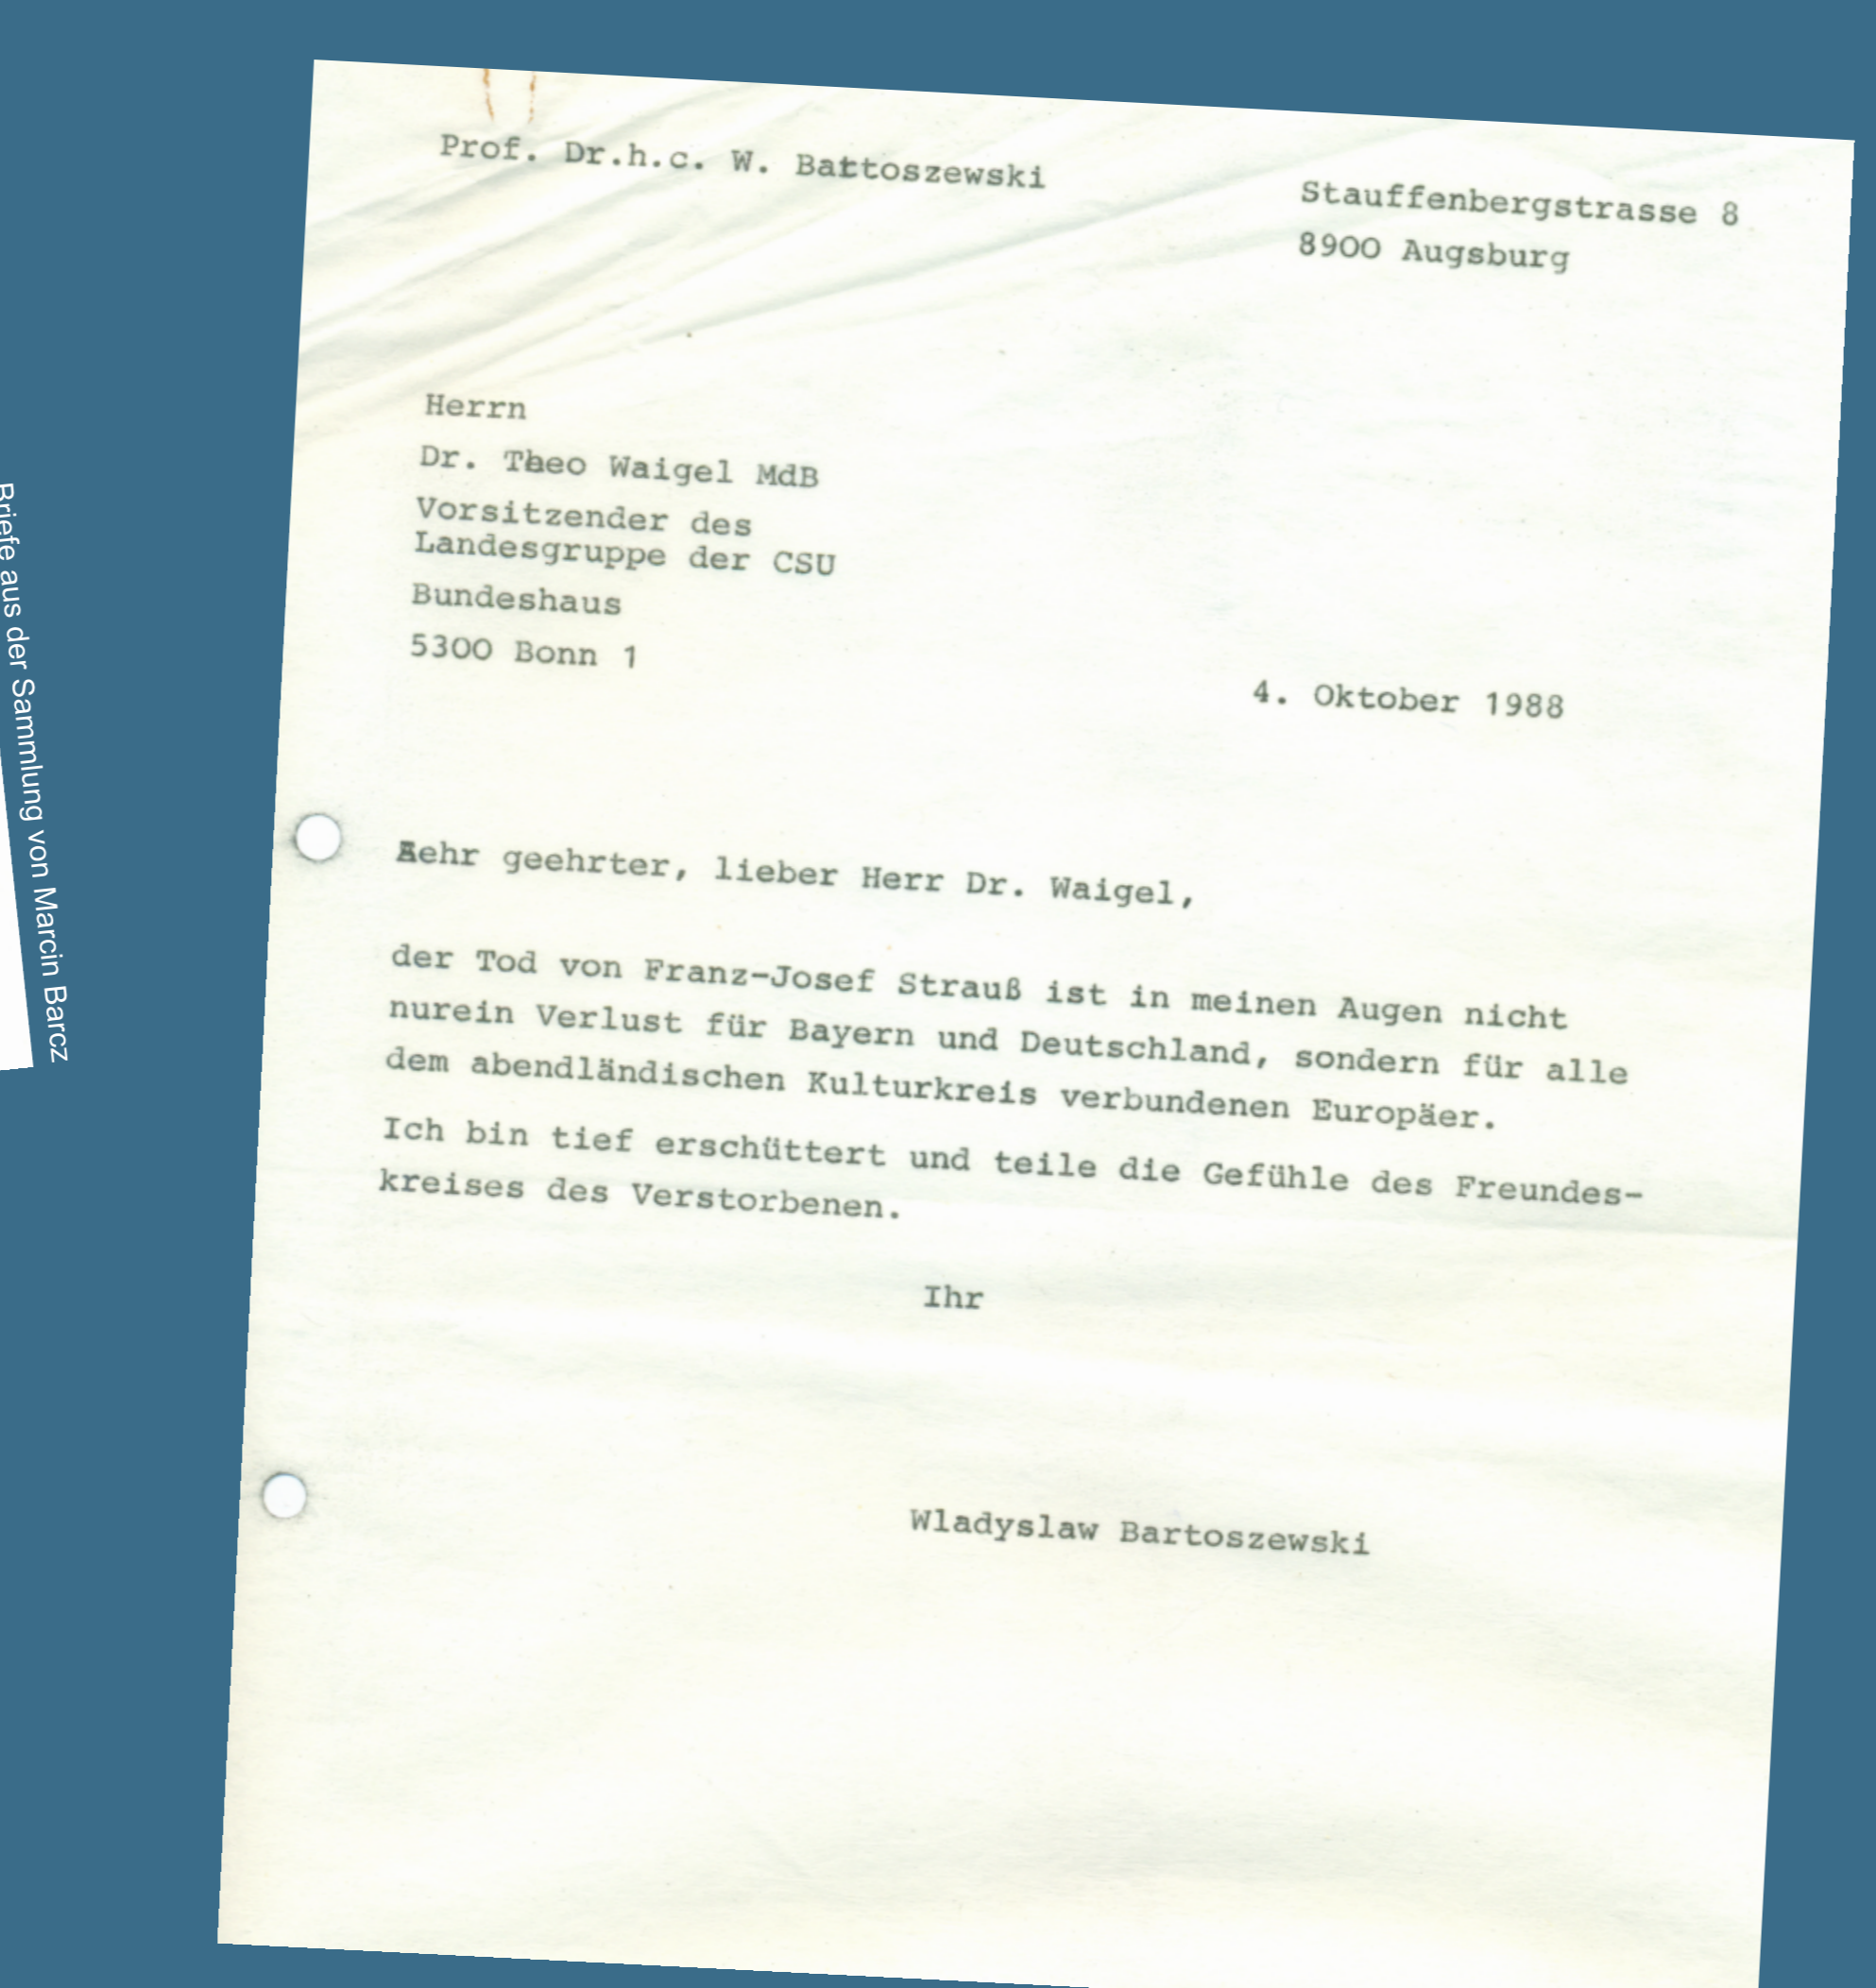 Prof. Dr.h.c. W. Bartoszewski
Stauffenbergstrasse 8
8900 Augsburg
Herrn
Dr. Theo Waigel MdB
Vorsitzender des
Landesgruppe der CSU
Bundeshaus
5300 Bonn 1
4. Oktober 1988
Sehr geehrter, lieber Herr Dr. Waigel,
der Tod von Franz-Josef Strauß ist in meinen Augen nicht
nurein Verlust für Bayern und Deutschland, sondern für alle
dem abendländischen Kulturkreis verbundenen Europäer.
Ich bin tief erschüttert und teile die Gefühle des Freundes-
kreises des Verstorbenen.
Ihr
Wladyslaw Bartoszewski
Briefe aus der Sammlung von Marcin Barcz